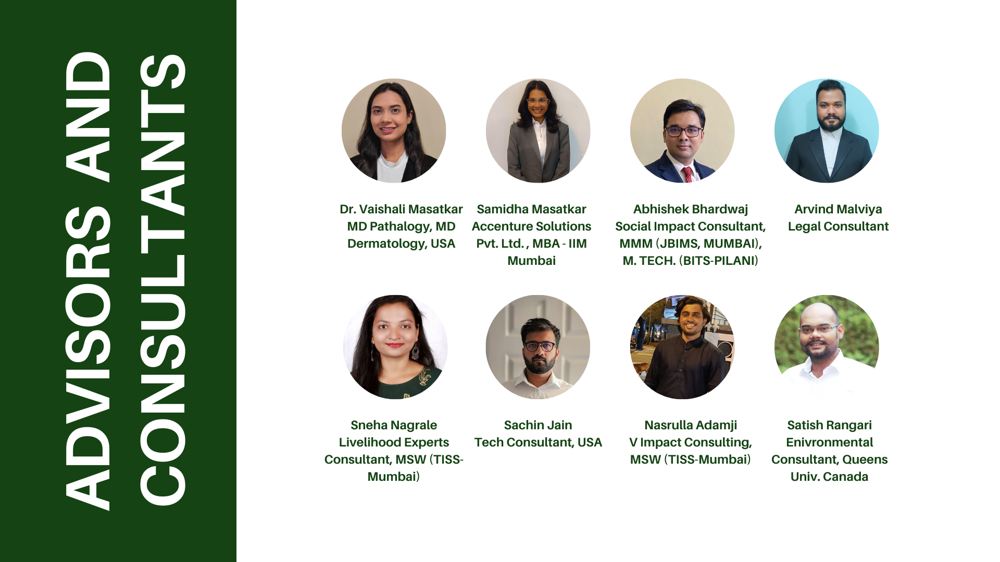 ADVISORS AND
CONSULTANTS
Dr. Vaishali Masatkar
MD Pathalogy, MD
Dermatology, USA
Samidha Masatkar
Accenture Solutions
Pvt. Ltd. , MBA - IIM
Mumbai
Abhishek Bhardwaj
Social Impact Consultant,
MMM (JBIMS, MUMBAI),
M. TECH. (BITS-PILANI)
Arvind Malviya
Legal Consultant
Sneha Nagrale
Livelihood Experts
Consultant, MSW (TISS-
Mumbai)
Sachin Jain
Tech Consultant, USA
Nasrulla Adamji
V Impact Consulting,
MSW (TISS-Mumbai)
Satish Rangari
Enivronmental
Consultant, Queens
Univ. Canada